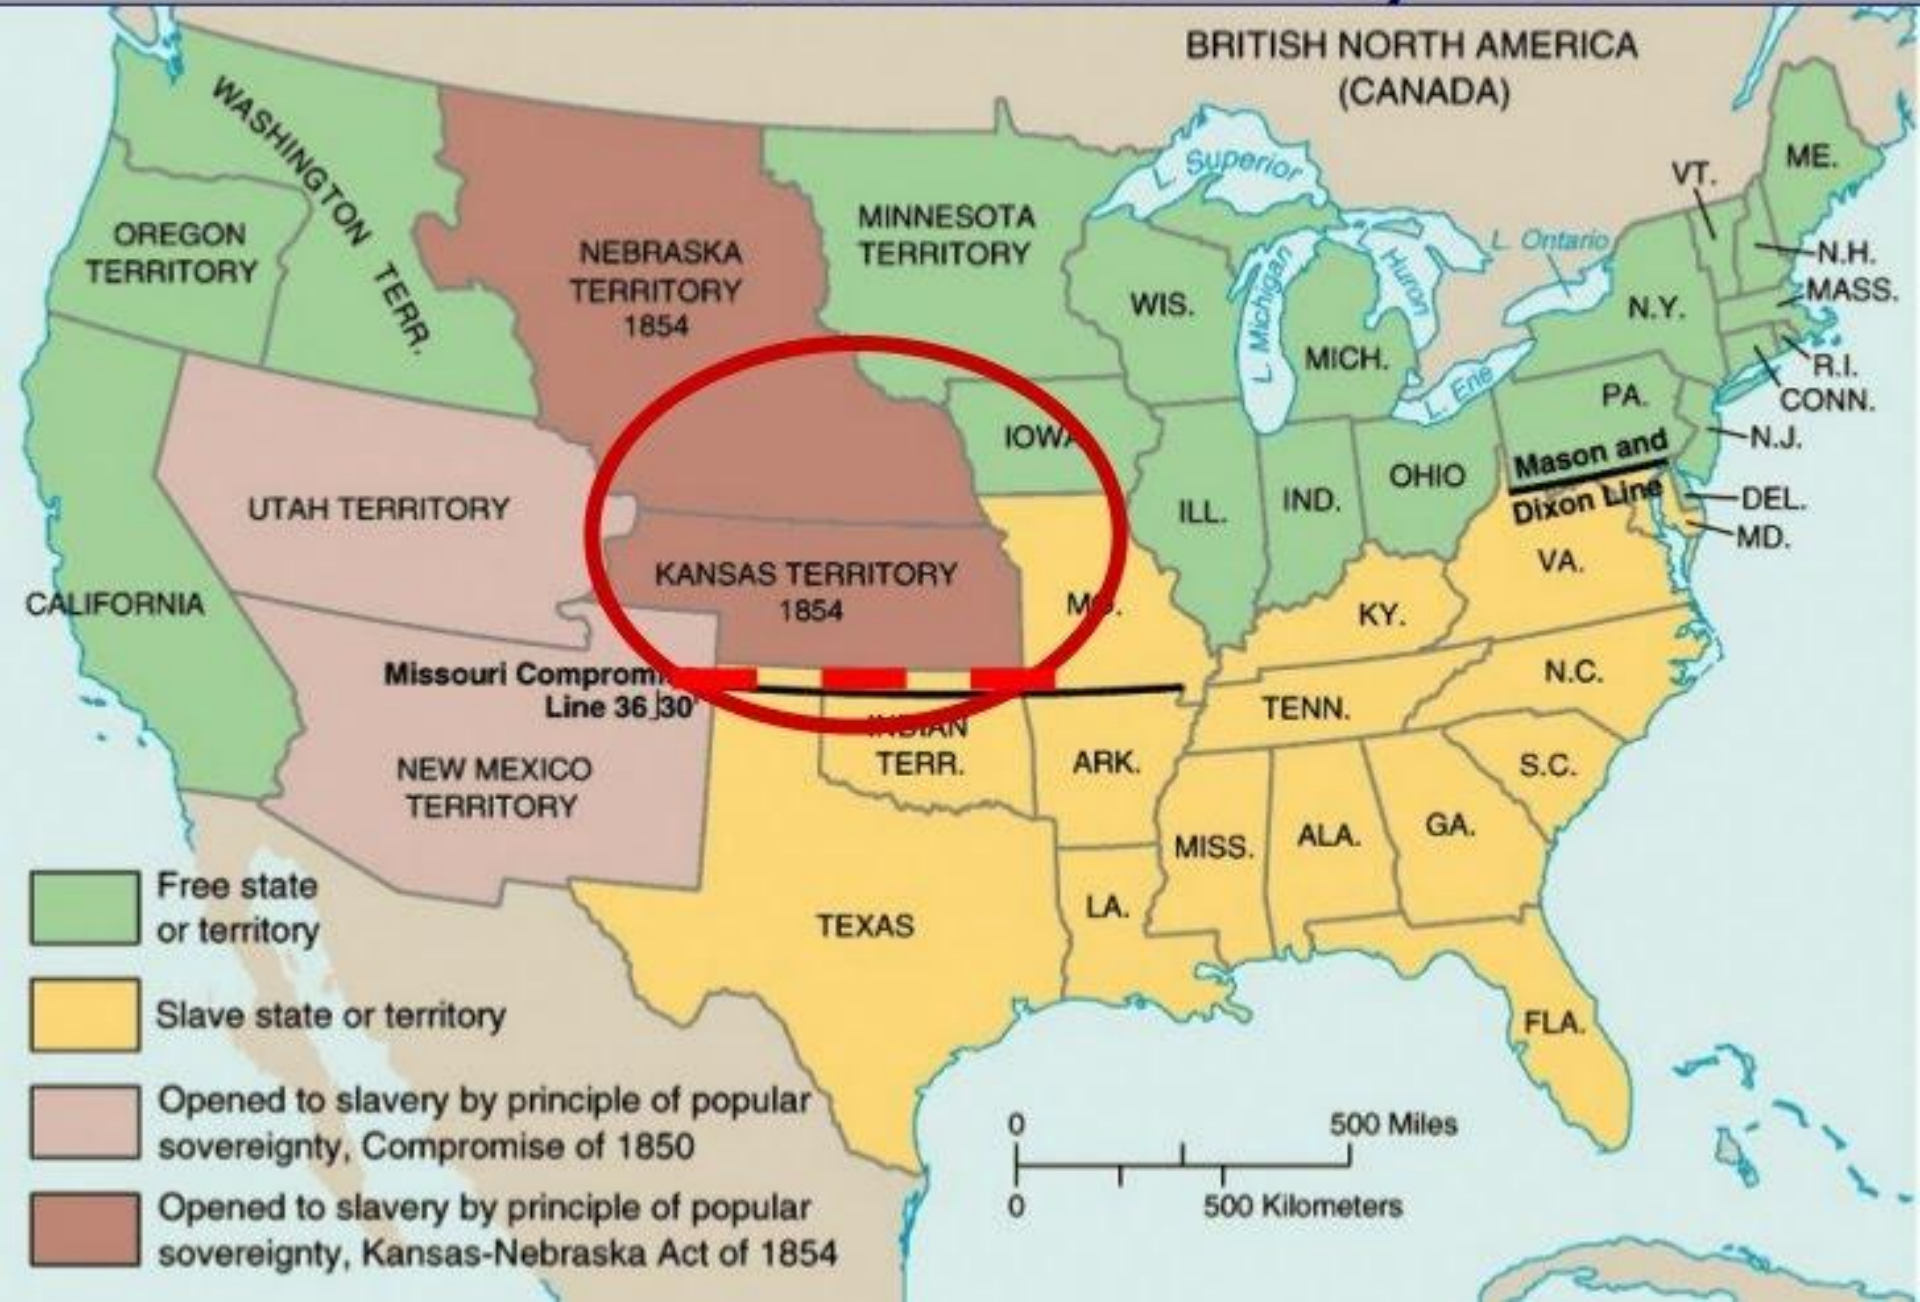 BRITISH NORTH AMERICA
(CANADA)
WASHINGTON TERR.
OREGON
TERRITORY
NEBRASKA
TERRITORY
1854
MINNESOTA
TERRITORY
L. Superior
L. Michigan
L. Huron
L. Ontario
L. Erie
VT.
ME.
N.H.
MASS.
N.Y.
R.I.
CONN.
WIS.
MICH.
PA.
N.J.
IOWA
ILL.
IND.
OHIO
Mason and
Dixon Line
DEL.
MD.
UTAH TERRITORY
KANSAS TERRITORY
1854
CALIFORNIA
MO.
KY.
VA.
Missouri Compromi
Line 36⌋30'
N.C.
TENN.
INDIAN
TERR.
ARK.
S.C.
NEW MEXICO
TERRITORY
MISS.
ALA.
GA.
TEXAS
LA.
FLA.
Free state
or territory
Slave state or territory
Opened to slavery by principle of popular
sovereignty, Compromise of 1850
Opened to slavery by principle of popular
sovereignty, Kansas-Nebraska Act of 1854
0 500 Miles
0 500 Kilometers